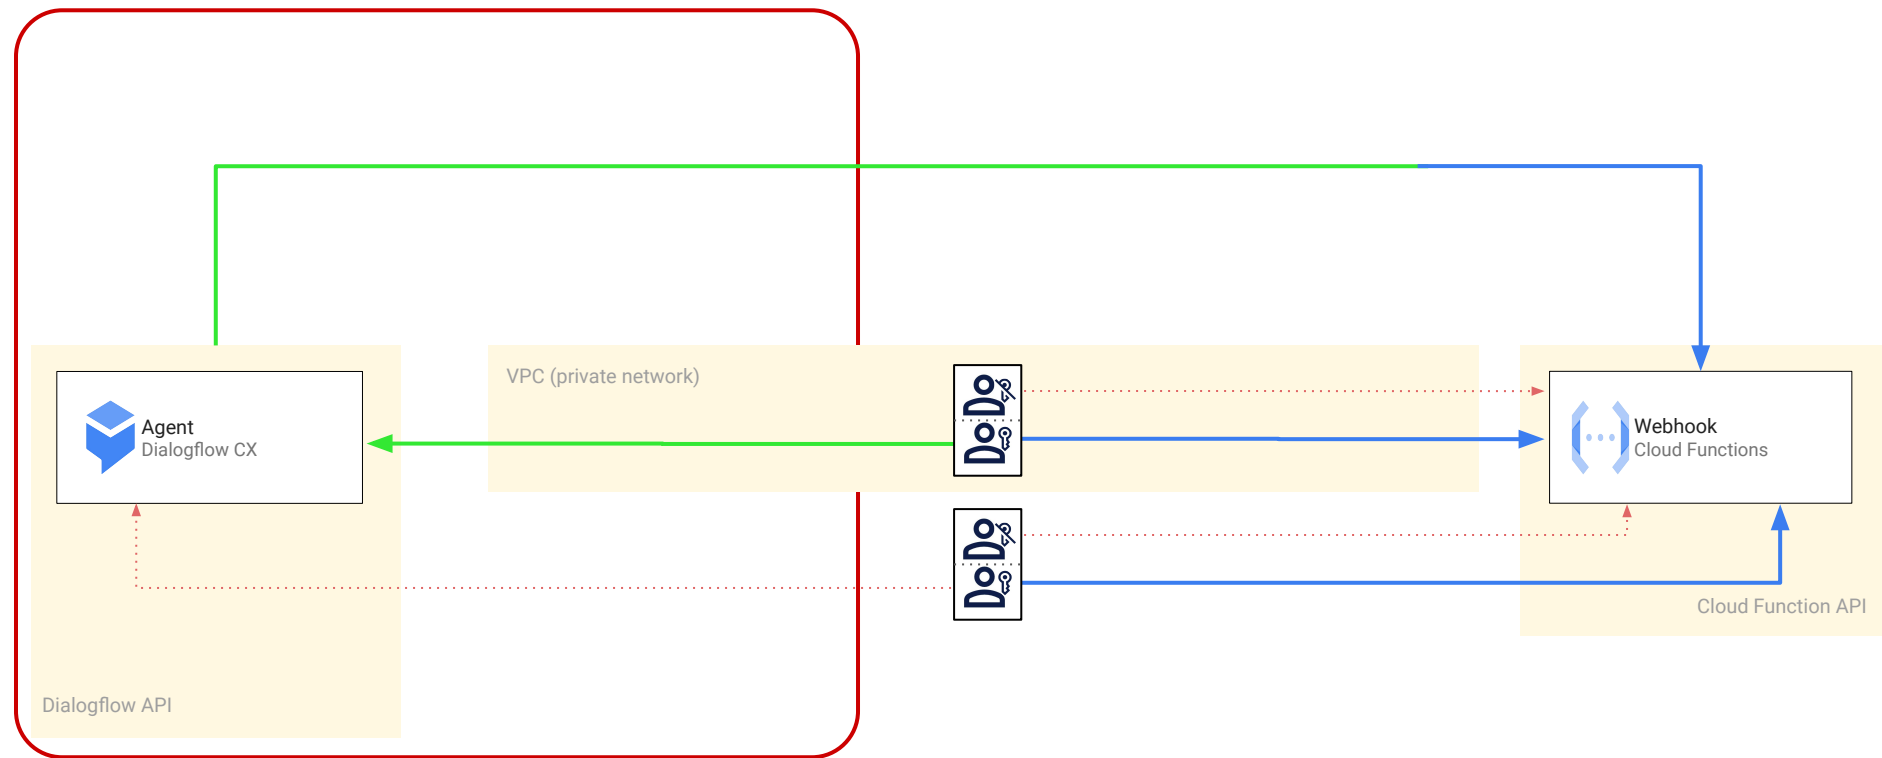 VPC (private network)
Agent
Dialogflow CX
Webhook
Cloud Functions
Cloud Function API
Dialogflow API